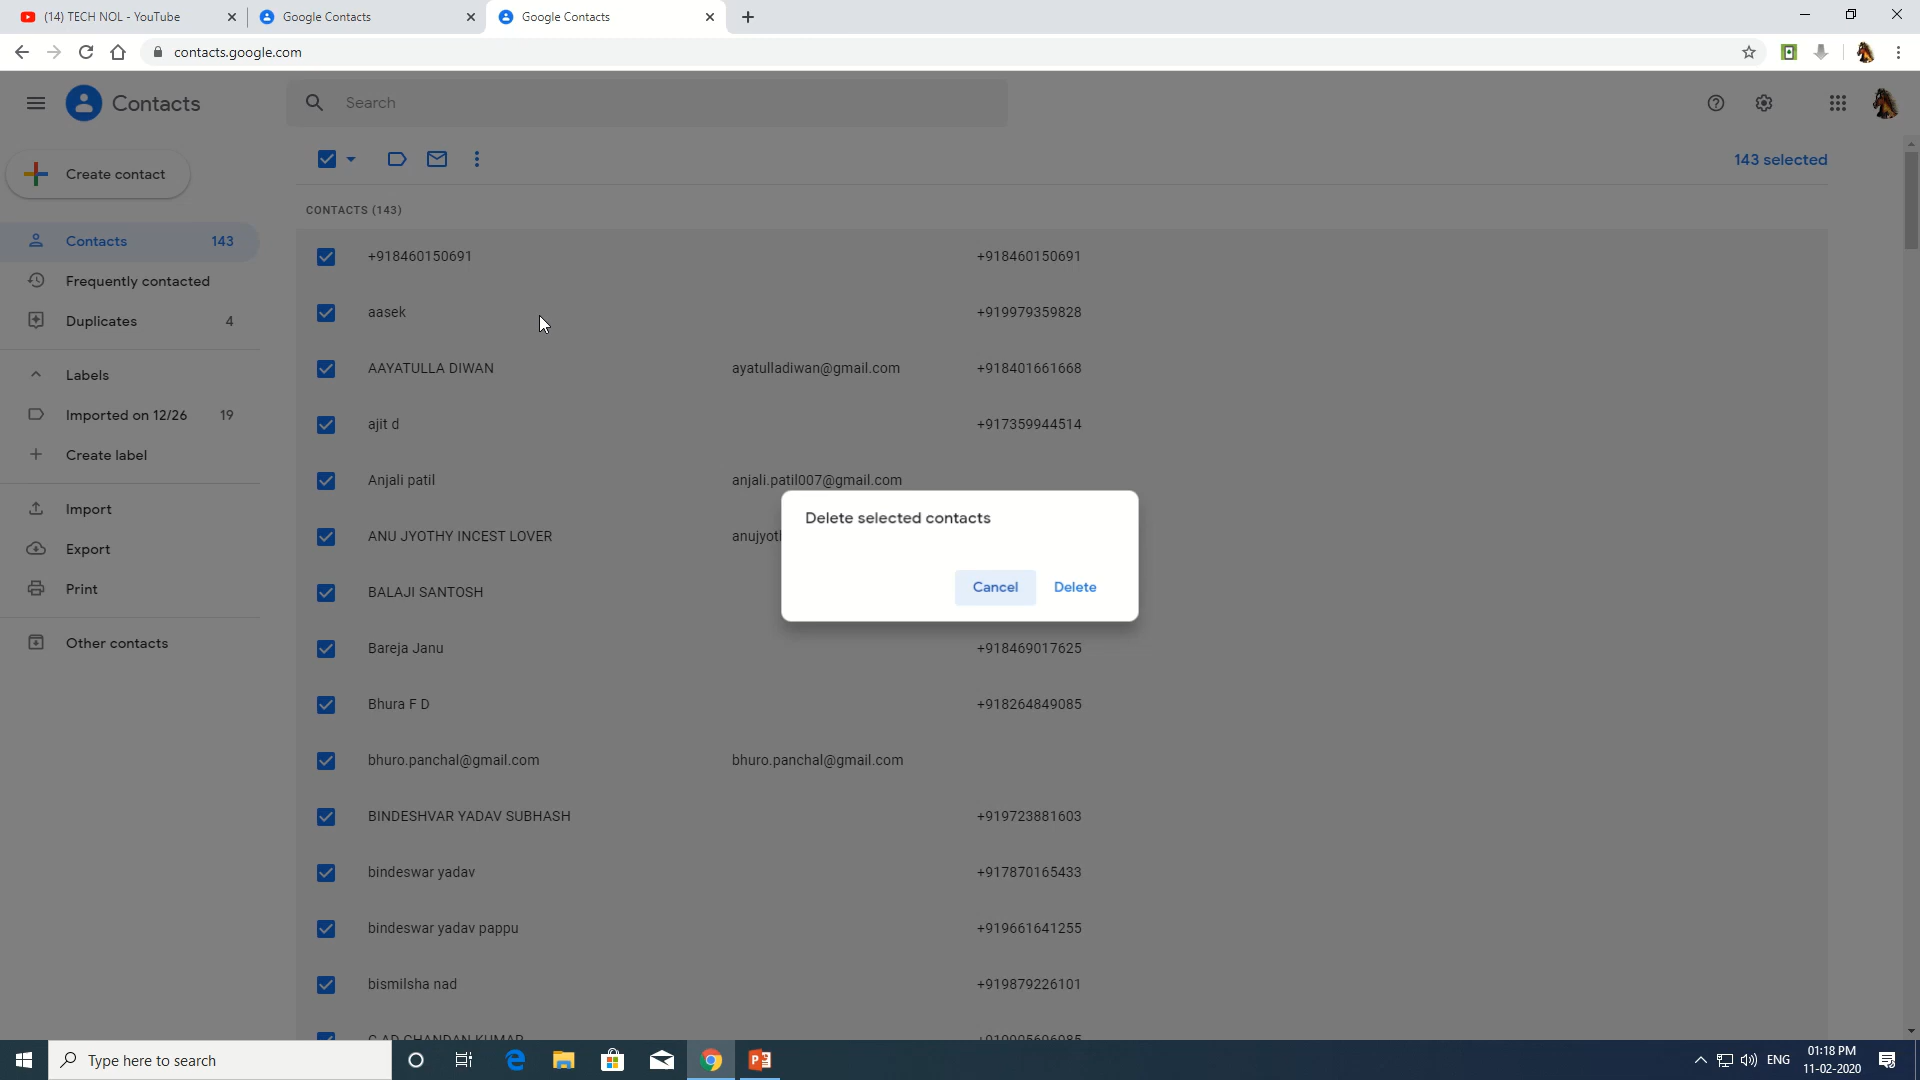 (14) TECH NOL - YouTube
Google Contacts
Google Contacts
contacts.google.com
Contacts
Search
Create contact
143 selected
CONTACTS (143)
Contacts 143
Frequently contacted
Duplicates 4
Labels
Imported on 12/26 19
Create label
Import
Export
Print
Other contacts
+918460150691 +918460150691
aasek +919979359828
AAYATULLA DIWAN ayatulladiwan@gmail.com +918401661668
ajit d +917359944514
Anjali patil anjali.patil007@gmail.com
ANU JYOTHY INCEST LOVER
BALAJI SANTOSH
Bareja Janu +918469017625
Bhura F D +918264849085
bhuro.panchal@gmail.com bhuro.panchal@gmail.com
BINDESHVAR YADAV SUBHASH +919723881603
bindeswar yadav +917870165433
bindeswar yadav pappu +919661641255
bismilsha nad +919879226101
Delete selected contacts
Cancel Delete
Type here to search
ENG
01:18 PM
11-02-2020